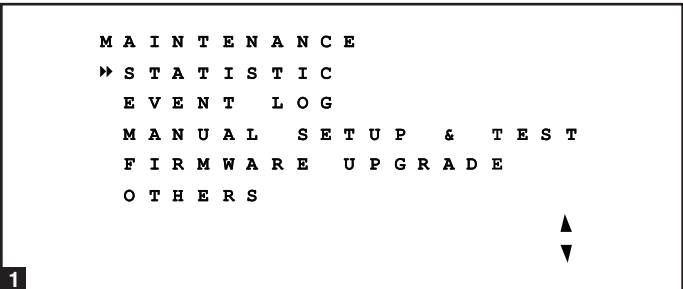 MAINTENANCE
STATISTIC
EVENT LOG
MANUAL SETUP & TEST
FIRMWARE UPGRADE
OTHERS
1